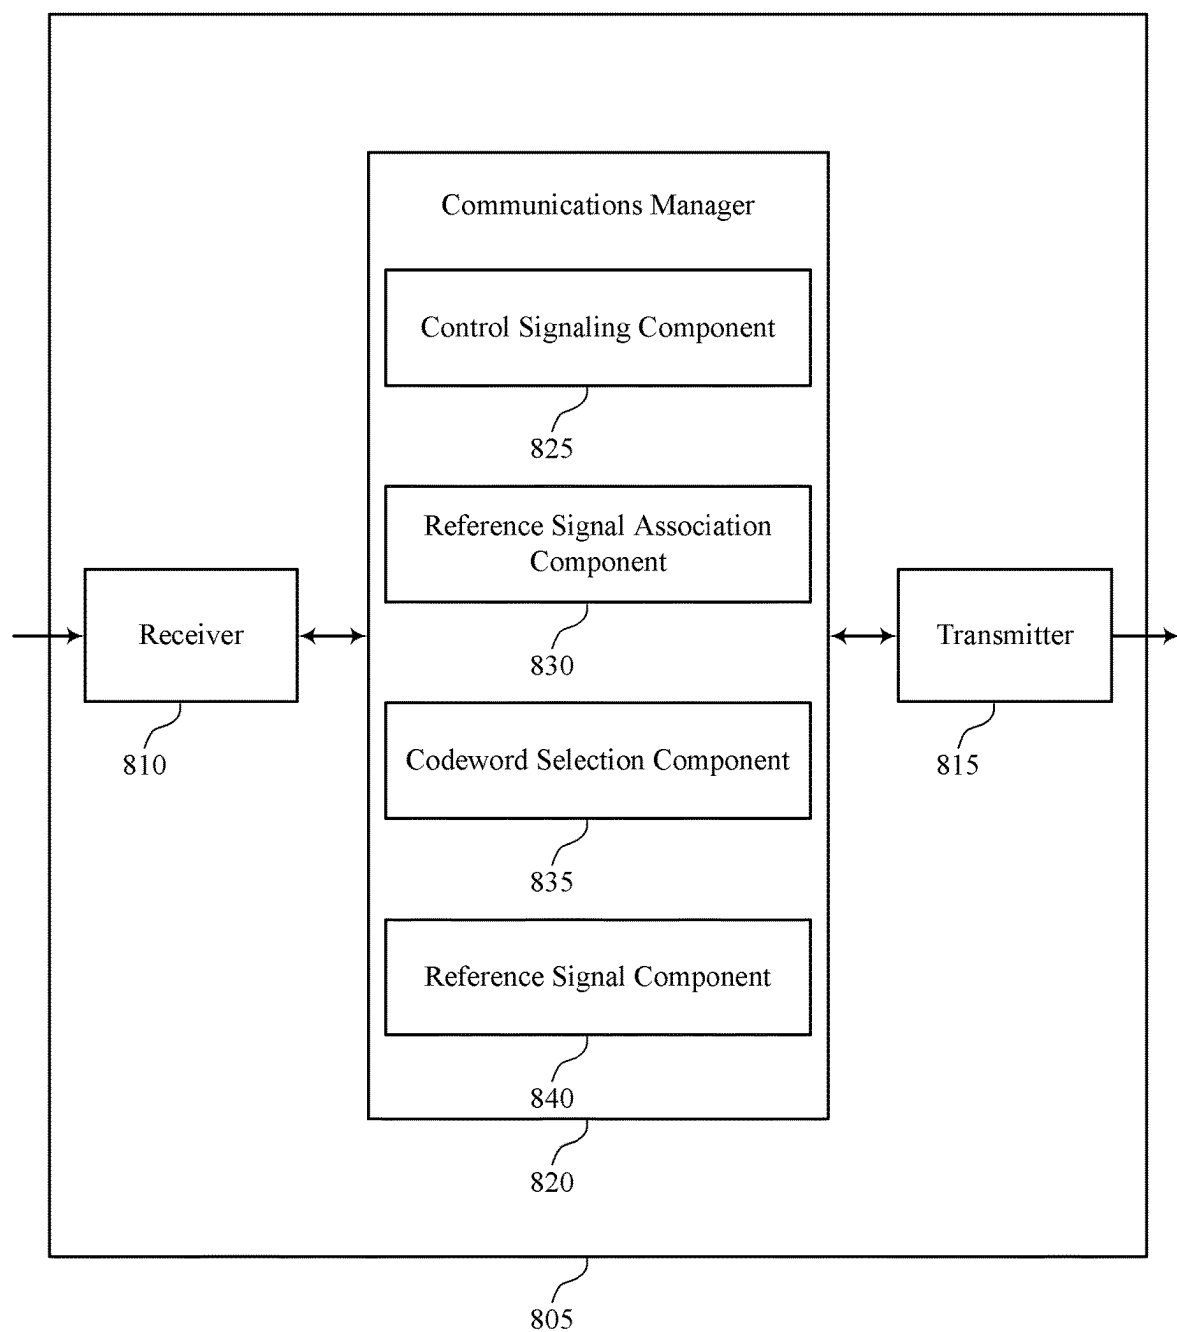 Communications Manager
Control Signaling Component
825
Reference Signal Association
Component
830
Receiver
810
Transmitter
815
Codeword Selection Component
835
Reference Signal Component
840
820
805